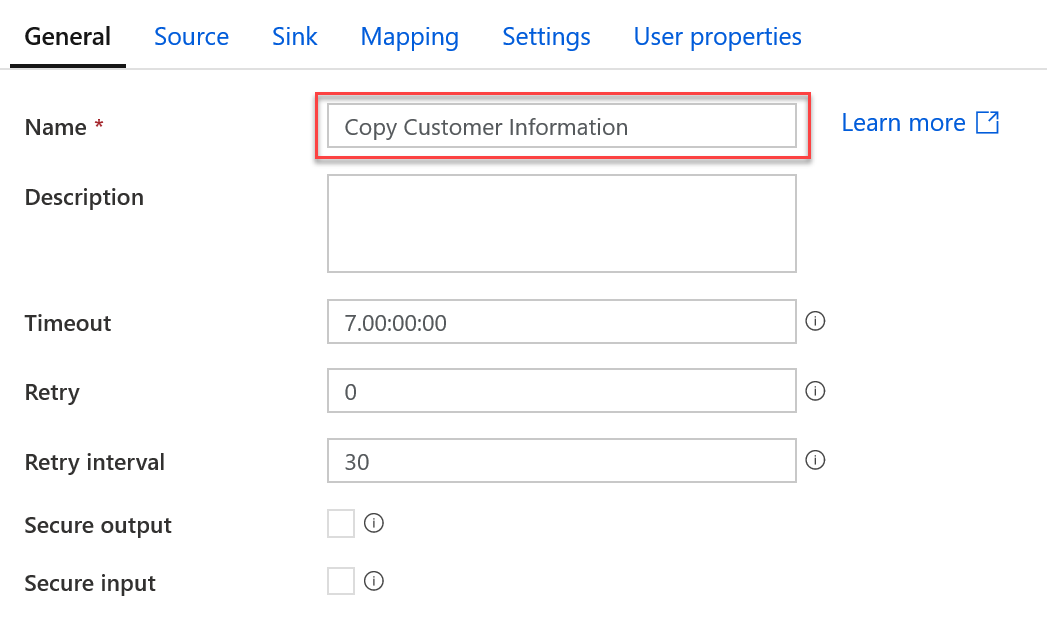 General Source Sink Mapping Settings User properties
Name * Copy Customer Information Learn more
Description
Timeout 7.00:00:00
Retry 0
Retry interval 30
Secure output
Secure input